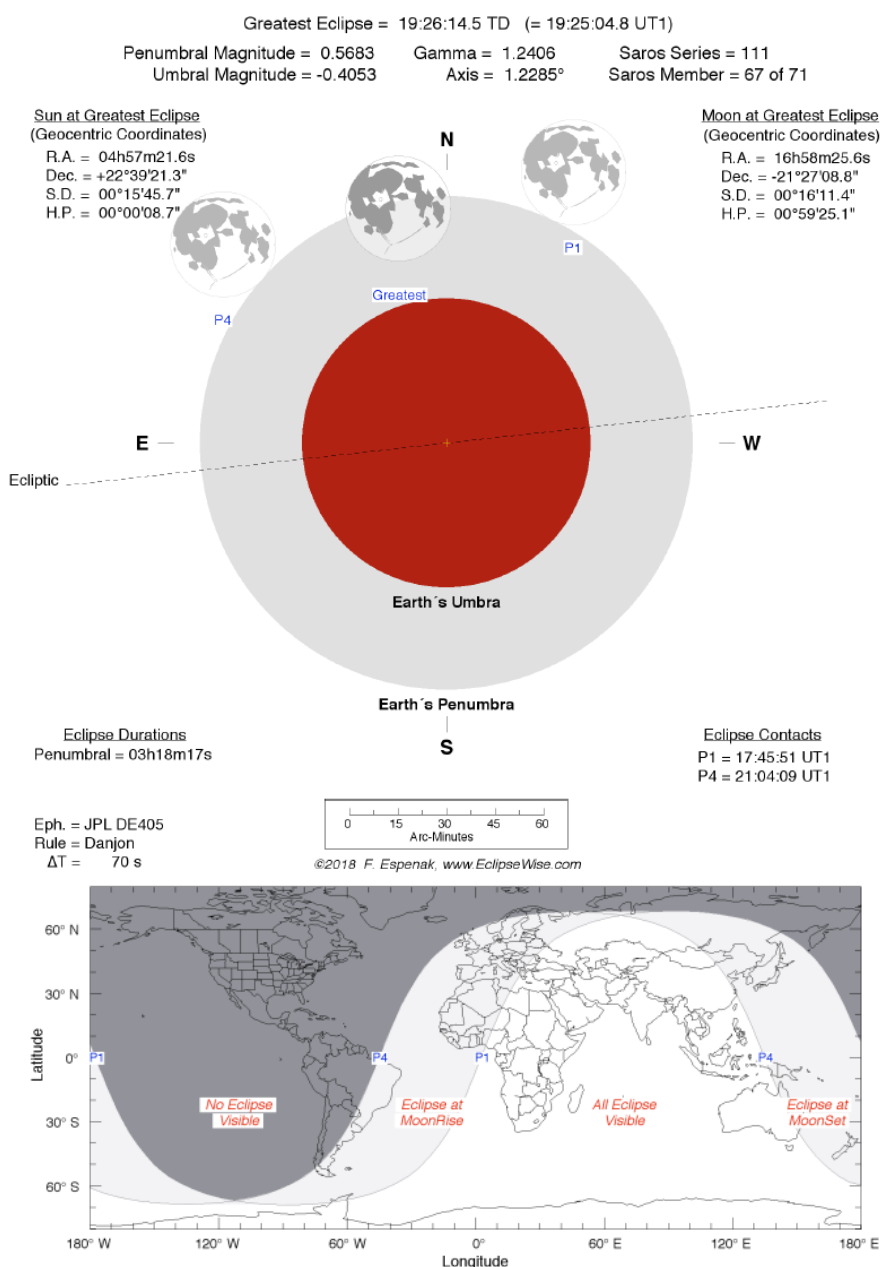 Greatest Eclipse = 19:26:14.5 TD (= 19:25:04.8 UT1)
Penumbral Magnitude = 0.5683 Gamma = 1.2406 Saros Series = 111
Umbral Magnitude = -0.4053 Axis = 1.2285° Saros Member = 67 of 71
Sun at Greatest Eclipse
(Geocentric Coordinates)
R.A. = 04h57m21.6s
Dec. = +22°39'21.3"
S.D. = 00°15'45.7"
H.P. = 00°00'08.7"
Moon at Greatest Eclipse
(Geocentric Coordinates)
R.A. = 16h58m25.6s
Dec. = -21°27'08.8"
S.D. = 00°16'11.4"
H.P. = 00°59'25.1"
N
P1
Greatest
P4
E
W
Ecliptic
Earth´s Umbra
Earth´s Penumbra
S
Eclipse Durations
Penumbral = 03h18m17s
Eclipse Contacts
P1 = 17:45:51 UT1
P4 = 21:04:09 UT1
Eph. = JPL DE405
Rule = Danjon
ΔT = 70 s
0 15 30 45 60
Arc-Minutes
©2018 F. Espenak, www.EclipseWise.com
60° N
30° N
0°
30° S
60° S
Latitude
P1 P4 P1 P4
No Eclipse
Visible
Eclipse at
MoonRise
All Eclipse
Visible
Eclipse at
MoonSet
180° W 120° W 60° W 0° 60° E 120° E 180° E
Longitude